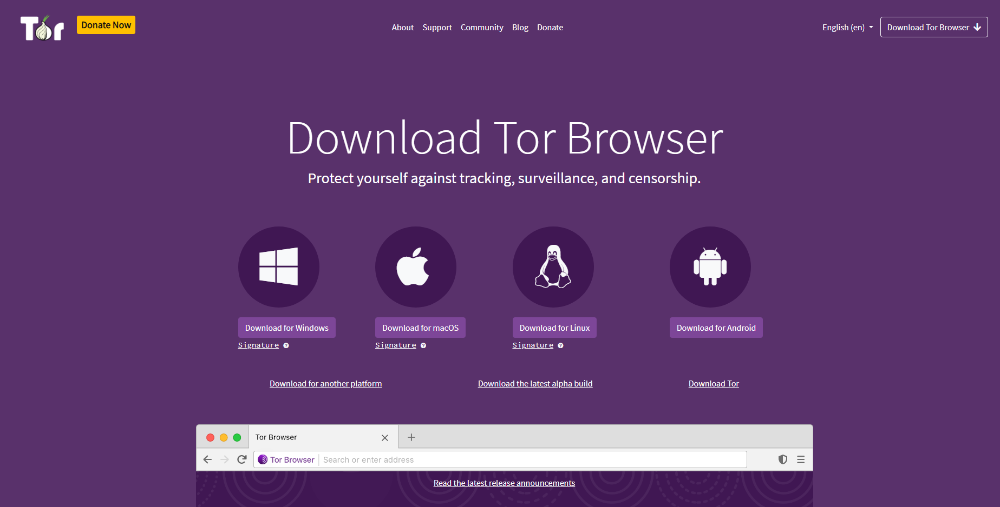 Tor
Donate Now
About Support Community Blog Donate
English (en)
Download Tor Browser
Download Tor Browser
Protect yourself against tracking, surveillance, and censorship.
Download for Windows
Signature ?
Download for macOS
Signature ?
Download for Linux
Signature ?
Download for Android
Download for another platform
Download the latest alpha build
Download Tor
Tor Browser
Tor Browser Search or enter address
Read the latest release announcements